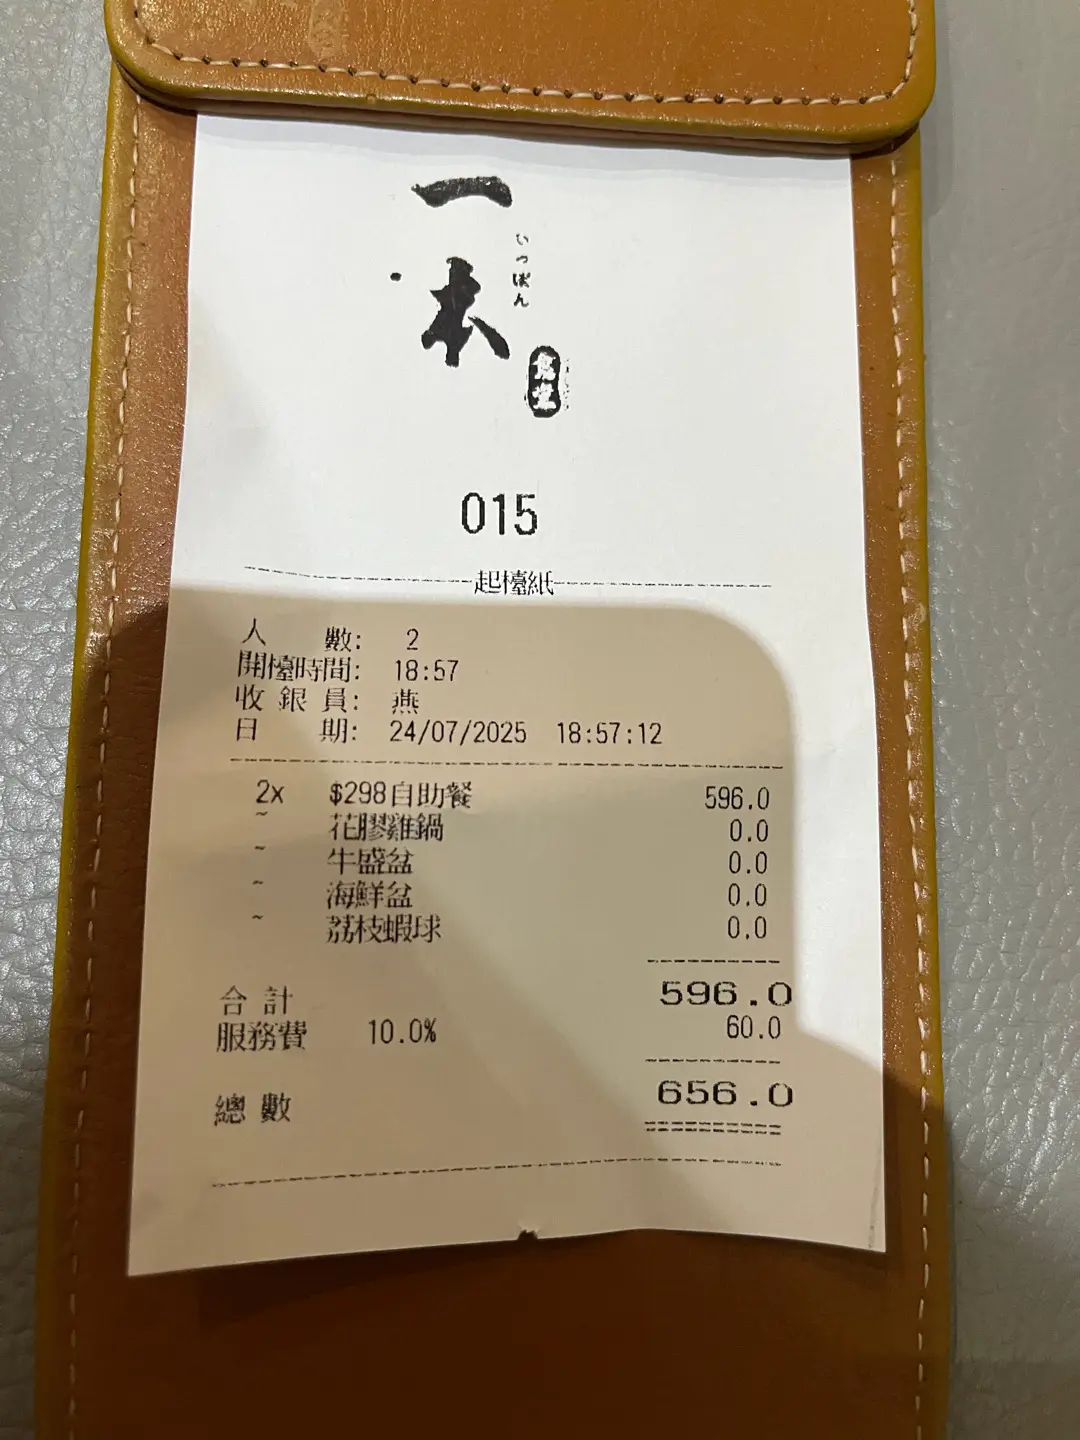 一本
いっぽん
食堂
015
起檯紙
人 數: 2
開檯時間: 18:57
收銀員: 燕
日 期: 24/07/2025 18:57:12
2x $298自助餐 596.0
~ 花膠雞鍋 0.0
~ 牛盛盆 0.0
~ 海鮮盆 0.0
~ 荔枝蝦球 0.0
合計 596.0
服務費 10.0% 60.0
總數 656.0